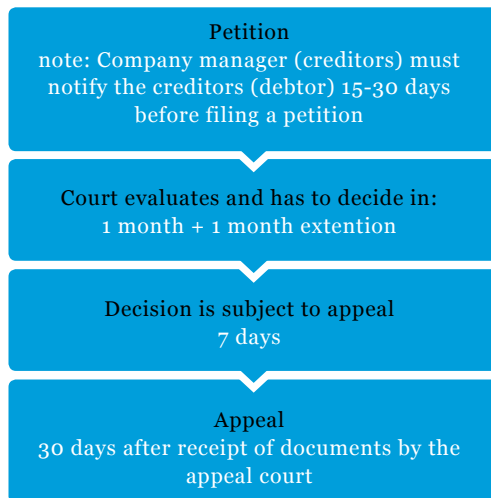 Petition
note: Company manager (creditors) must
notify the creditors (debtor) 15-30 days
before filing a petition
Court evaluates and has to decide in:
1 month + 1 month extention
Decision is subject to appeal
7 days
Appeal
30 days after receipt of documents by the
appeal court